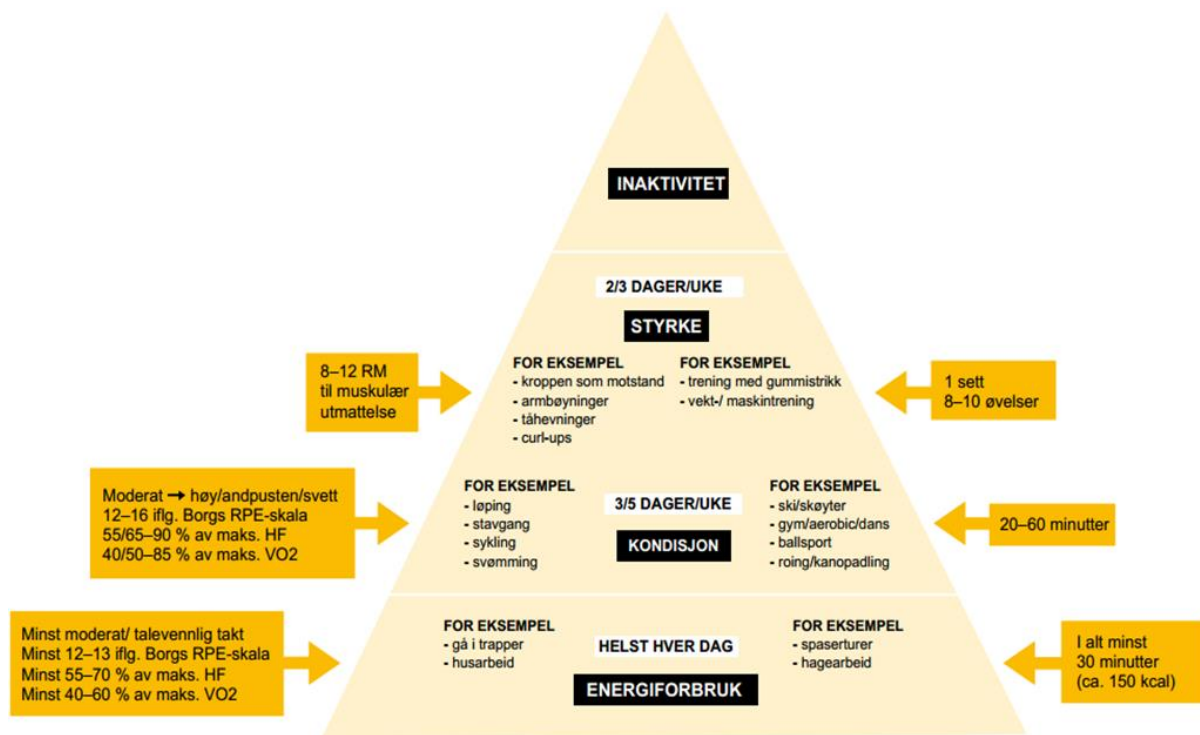 INAKTIVITET
2/3 DAGER/UKE
STYRKE
8–12 RM
til muskulær
utmattelse
FOR EKSEMPEL
- kroppen som motstand
- armbøyninger
- tåhevninger
- curl-ups
FOR EKSEMPEL
- trening med gummistrikk
- vekt-/ maskintrening
1 sett
8–10 øvelser
Moderat → høy/andpusten/svett
12–16 iflg. Borgs RPE-skala
55/65–90 % av maks. HF
40/50–85 % av maks. VO2
FOR EKSEMPEL
- løping
- stavgang
- sykling
- svømming
3/5 DAGER/UKE
KONDISJON
FOR EKSEMPEL
- ski/skøyter
- gym/aerobic/dans
- ballsport
- roing/kanopadling
20–60 minutter
Minst moderat/ talevennlig takt
Minst 12–13 iflg. Borgs RPE-skala
Minst 55–70 % av maks. HF
Minst 40–60 % av maks. VO2
FOR EKSEMPEL
- gå i trapper
- husarbeid
HELST HVER DAG
ENERGIFORBRUK
FOR EKSEMPEL
- spaserturer
- hagearbeid
I alt minst
30 minutter
(ca. 150 kcal)